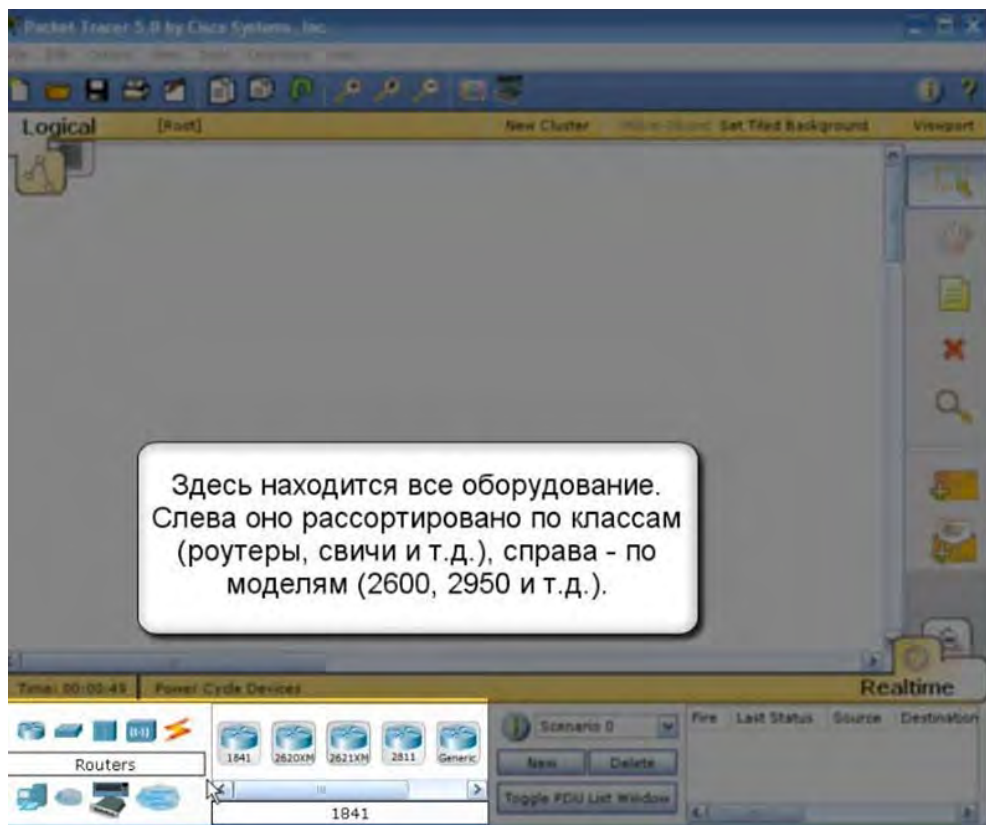 Packet Tracer 5.0 by Cisco Systems, Inc.
Logical [Root] New Cluster Set Tiled Background Viewport
Здесь находится все оборудование.
Слева оно рассортировано по классам
(роутеры, свичи и т.д.), справа - по
моделям (2600, 2950 и т.д.).
Time: 00:00:49 Power Cycle Devices Realtime
Routers
1841 2620XM 2621XM 2811 Generic
1841
Scenario 0
New Delete
Toggle PDU List Window
Fire Last Status Source Destination